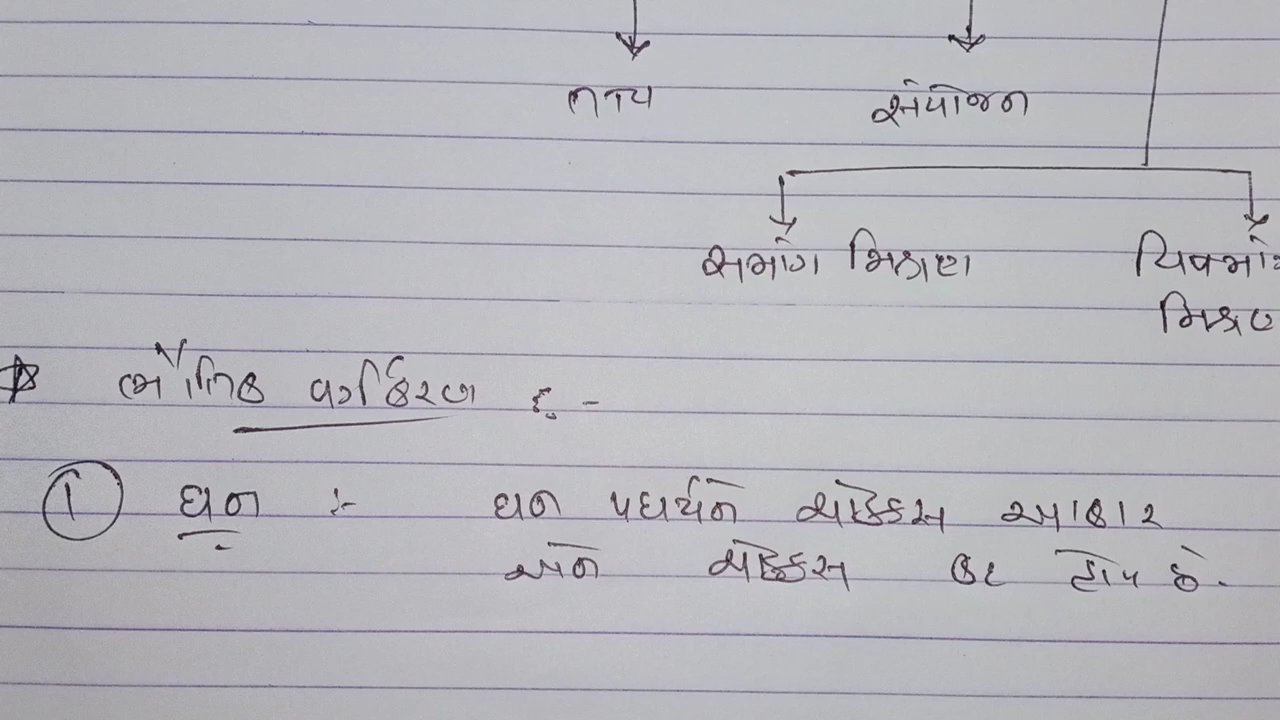 તત્ત્વ સંયોજન
સમાંગ મિશ્રણ વિષમાં
મિશ્રણ
☆ ભૌતિક વર્ગીકરણ :-
① ઘન :- ઘન પદાર્થને ચોક્કસ આકાર
અને ચોક્કસ કદ હોય છે.